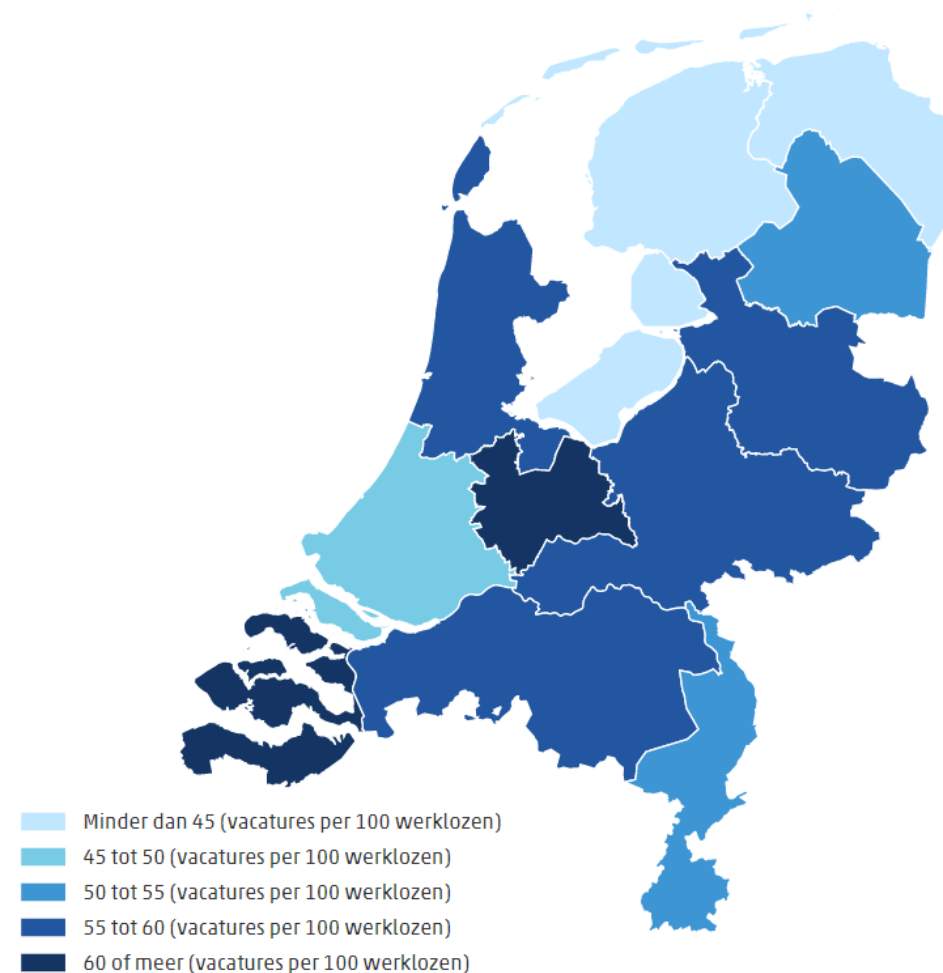 Minder dan 45 (vacatures per 100 werklozen)
45 tot 50 (vacatures per 100 werklozen)
50 tot 55 (vacatures per 100 werklozen)
55 tot 60 (vacatures per 100 werklozen)
60 of meer (vacatures per 100 werklozen)